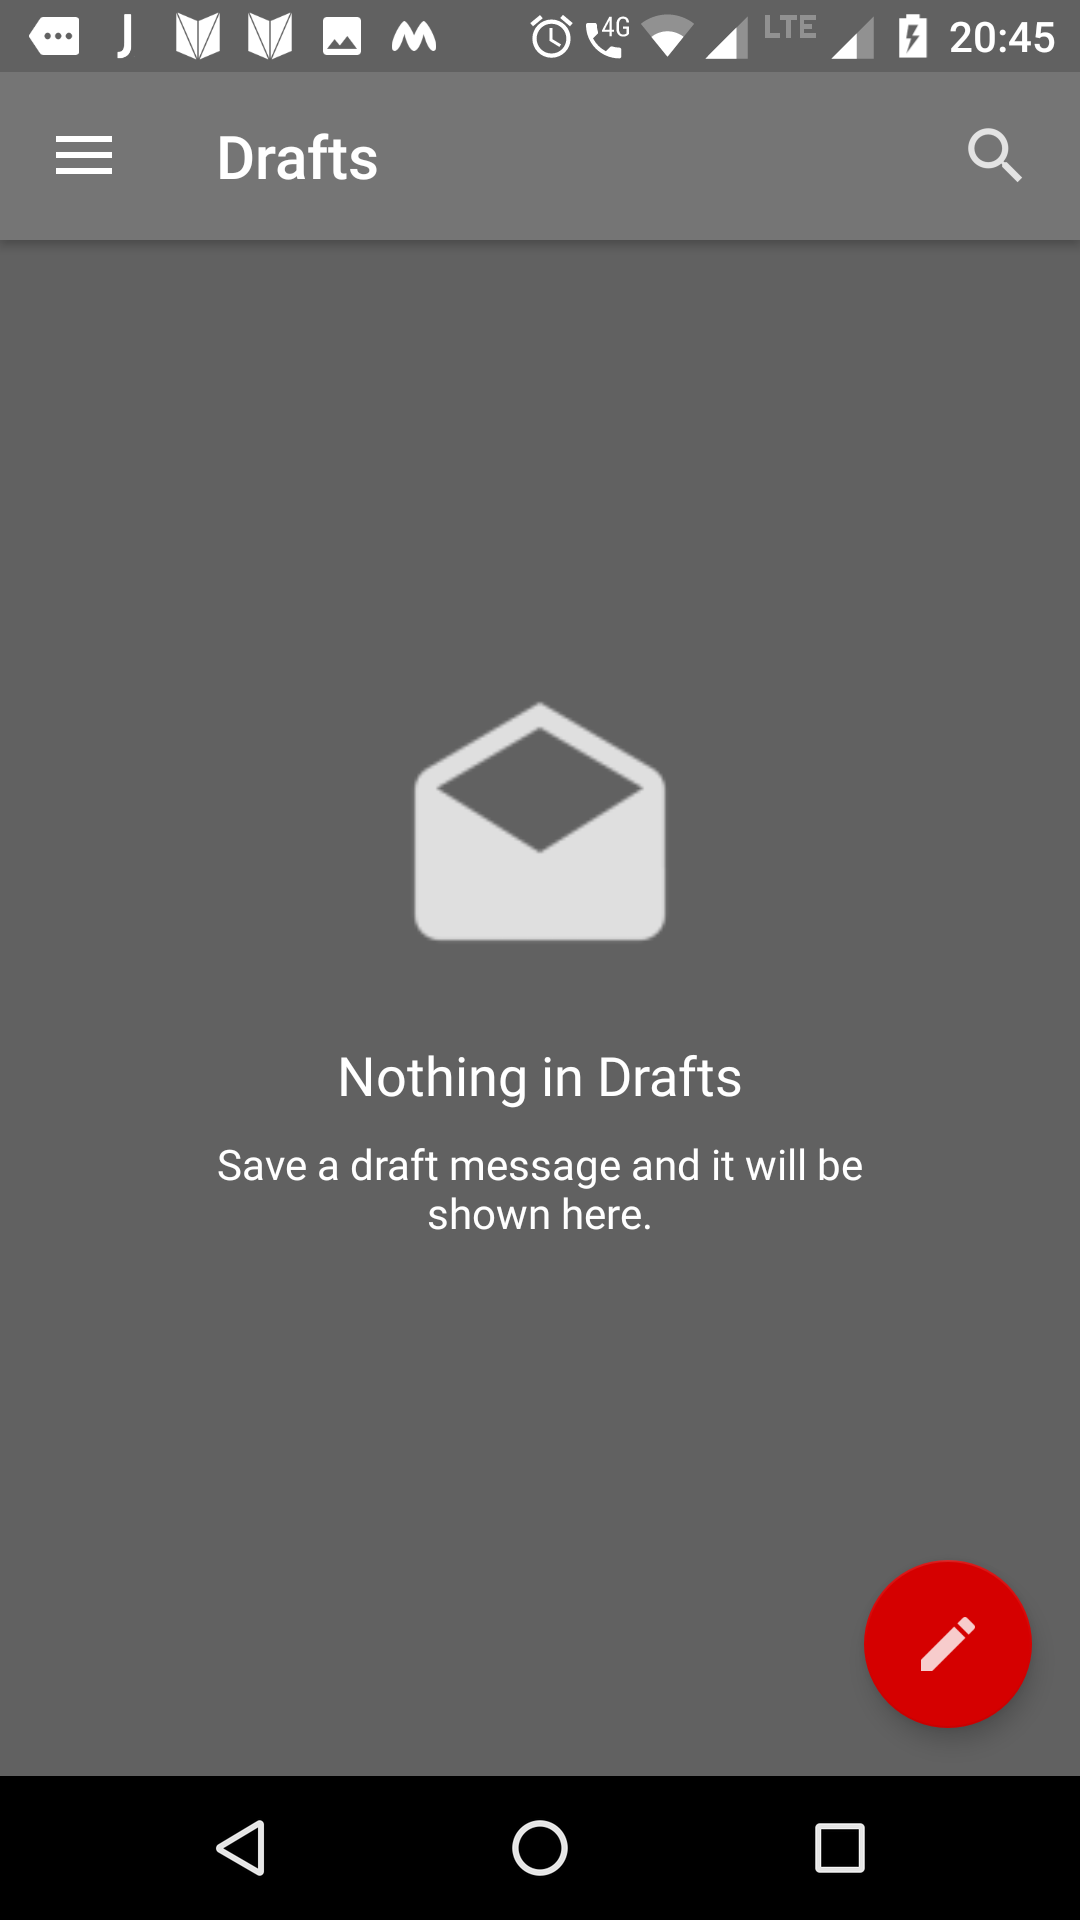 4G
LTE
20:45
Drafts
Nothing in Drafts
Save a draft message and it will be
shown here.